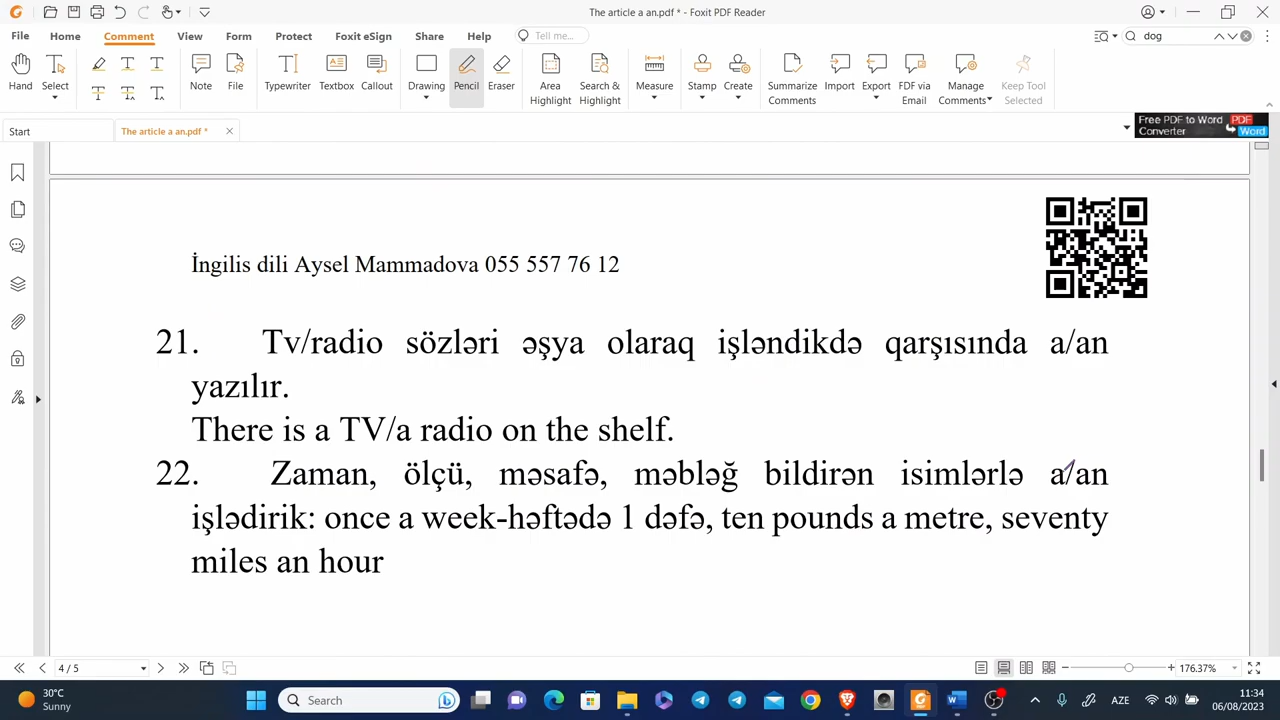 The article a an.pdf * - Foxit PDF Reader
File Home Comment View Form Protect Foxit eSign Share Help Tell me... dog
Hand Select Note File Typewriter Textbox Callout Drawing Pencil Eraser Area Highlight Search & Highlight Measure Stamp Create Summarize Comments Import Export FDF via Email Manage Comments Keep Tool Selected
Start The article a an.pdf * Free PDF to Word Converter PDF Word
İngilis dili Aysel Mammadova 055 557 76 12
21. Tv/radio sözləri əşya olaraq işləndikdə qarşısında a/an
yazılır.
There is a TV/a radio on the shelf.
22. Zaman, ölçü, məsafə, məbləğ bildirən isimlərlə a/an
işlədirik: once a week-həftədə 1 dəfə, ten pounds a metre, seventy
miles an hour
4 / 5 176.37%
30°C
Sunny
Search
AZE
11:34
06/08/2023